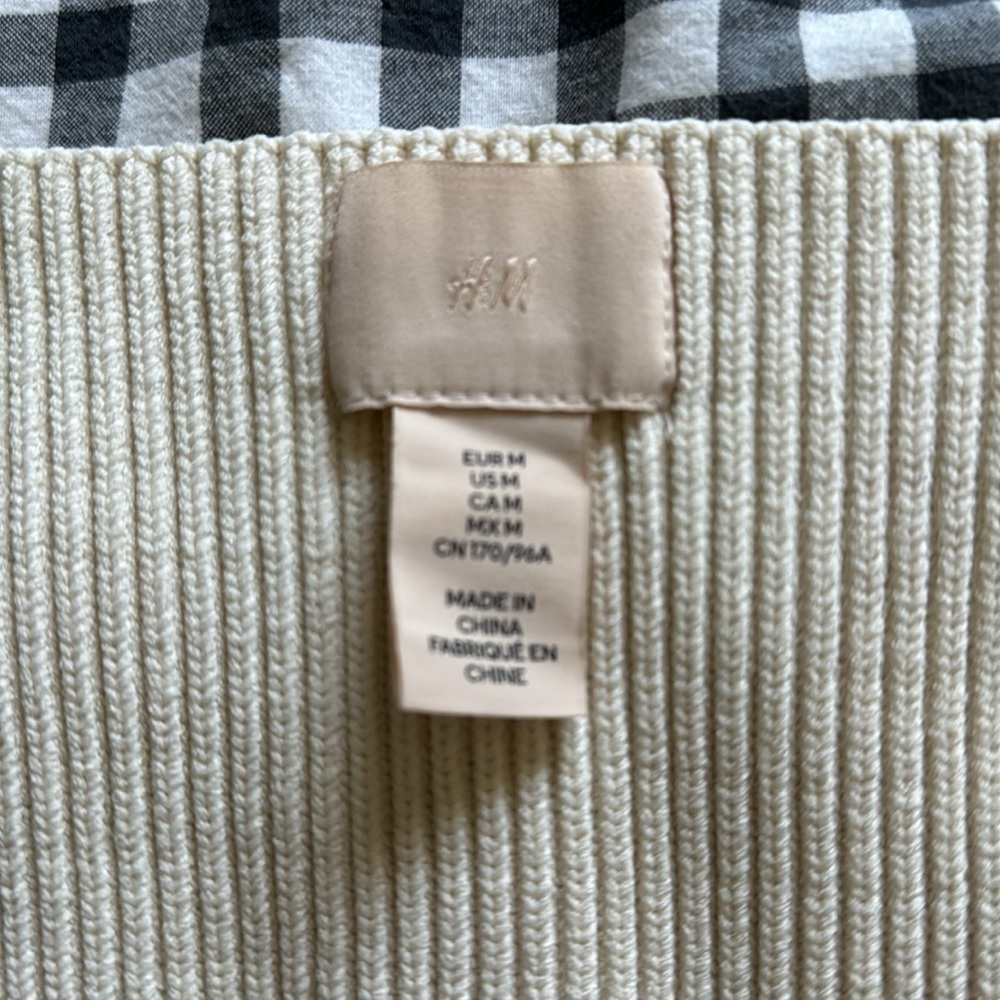 H&M
EUR M
US M
CA M
MX M
CN 170/96A
MADE IN
CHINA
FABRIQUÉ EN
CHINE